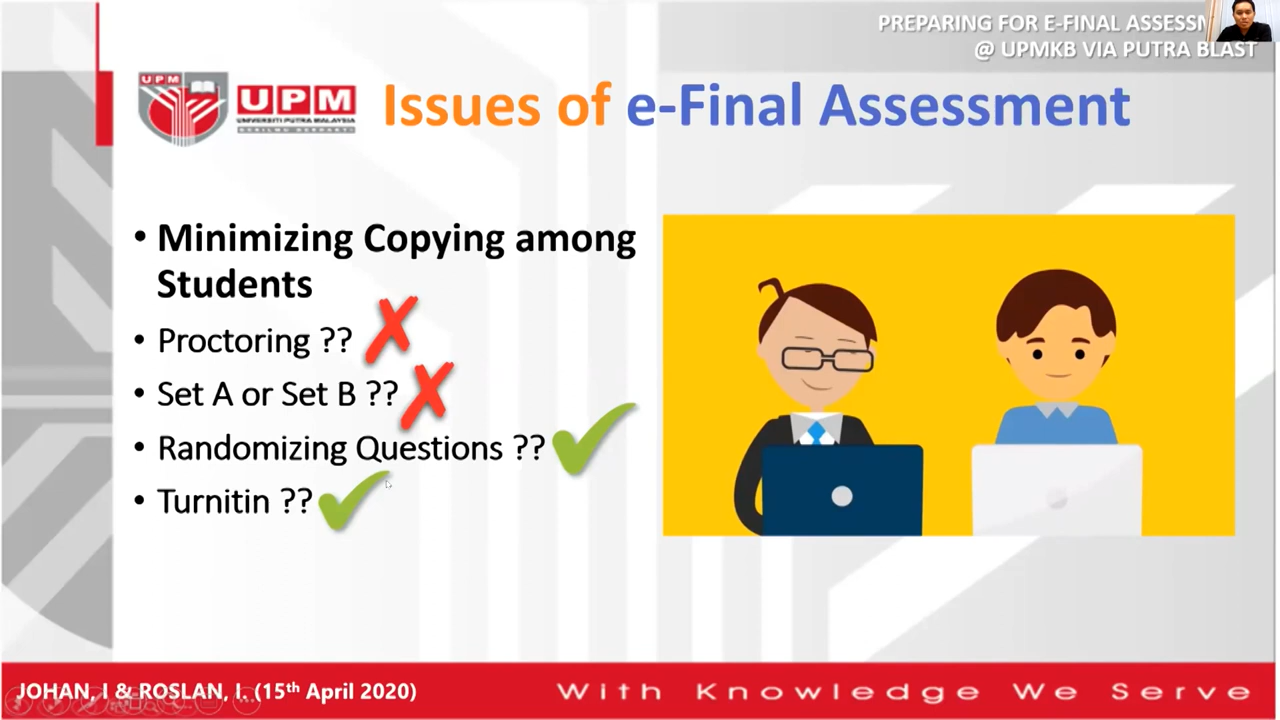 PREPARING FOR E-FINAL ASSESSM
@ UPMKB VIA PUTRA BLAST
UPM
UPM
UNIVERSITI PUTRA MALAYSIA
BERILMU BERBAKTI
Issues of e-Final Assessment
• Minimizing Copying among
Students
• Proctoring ??
• Set A or Set B ??
• Randomizing Questions ??
• Turnitin ??
JOHAN, I & ROSLAN, I. (15th April 2020)
With Knowledge We Serve